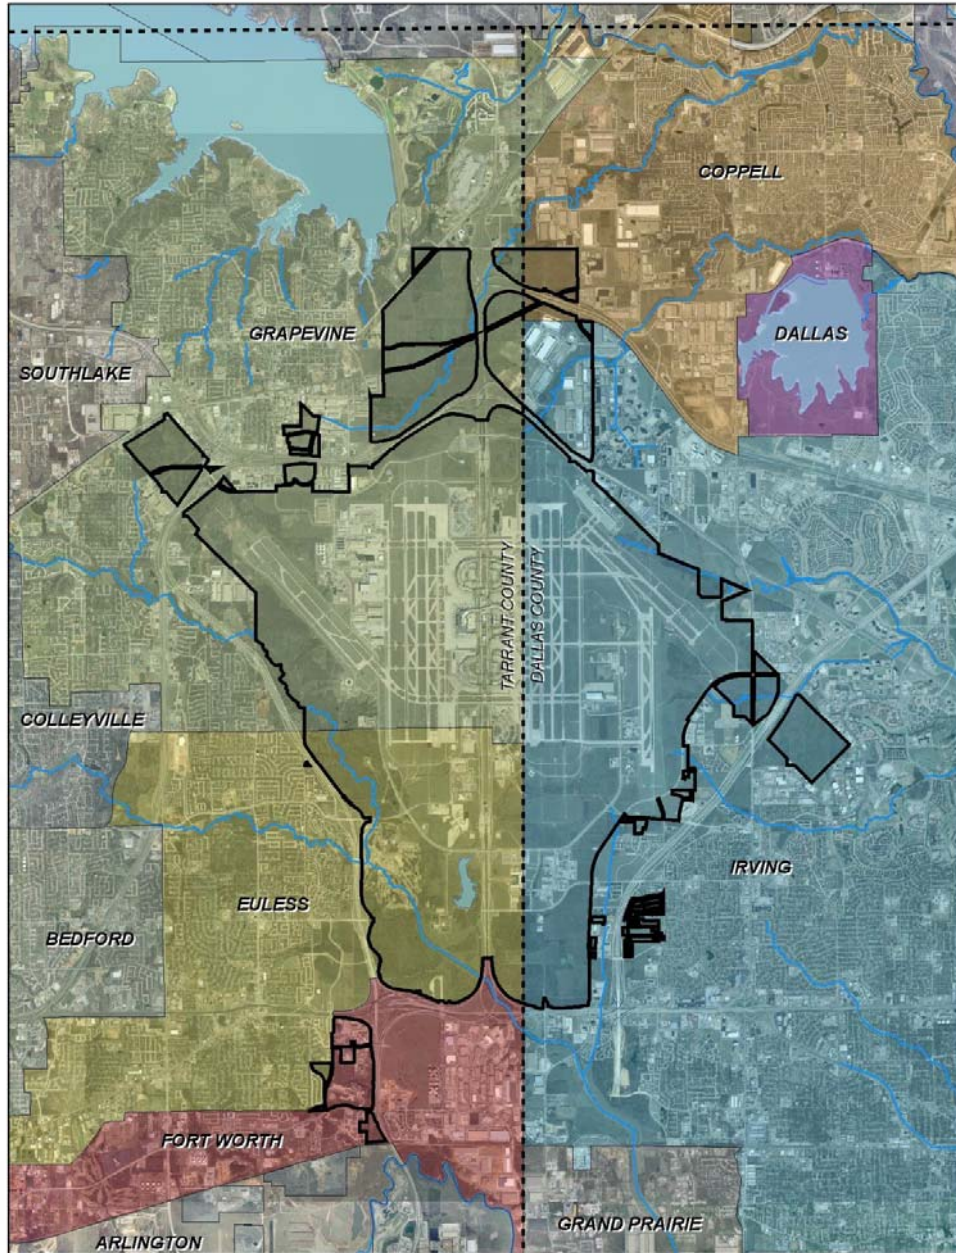 COPPELL
GRAPEVINE
DALLAS
SOUTHLAKE
TARRANT COUNTY
DALLAS COUNTY
COLLEYVILLE
IRVING
EULESS
BEDFORD
FORT WORTH
GRAND PRAIRIE
ARLINGTON